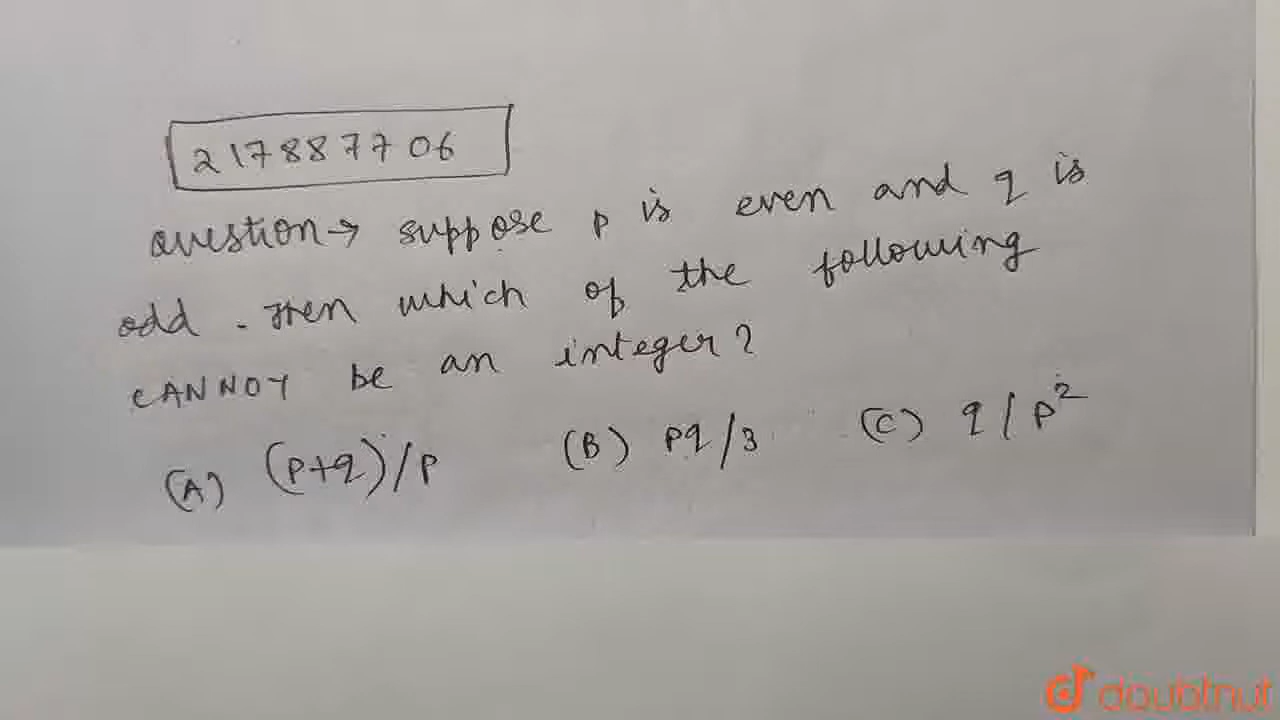 217887706
Question → suppose p is even and q is
odd . Then which of the following
CANNOT be an integer?
(A) (p+q)/p (B) pq/3 (C) q/p²
doubtnut